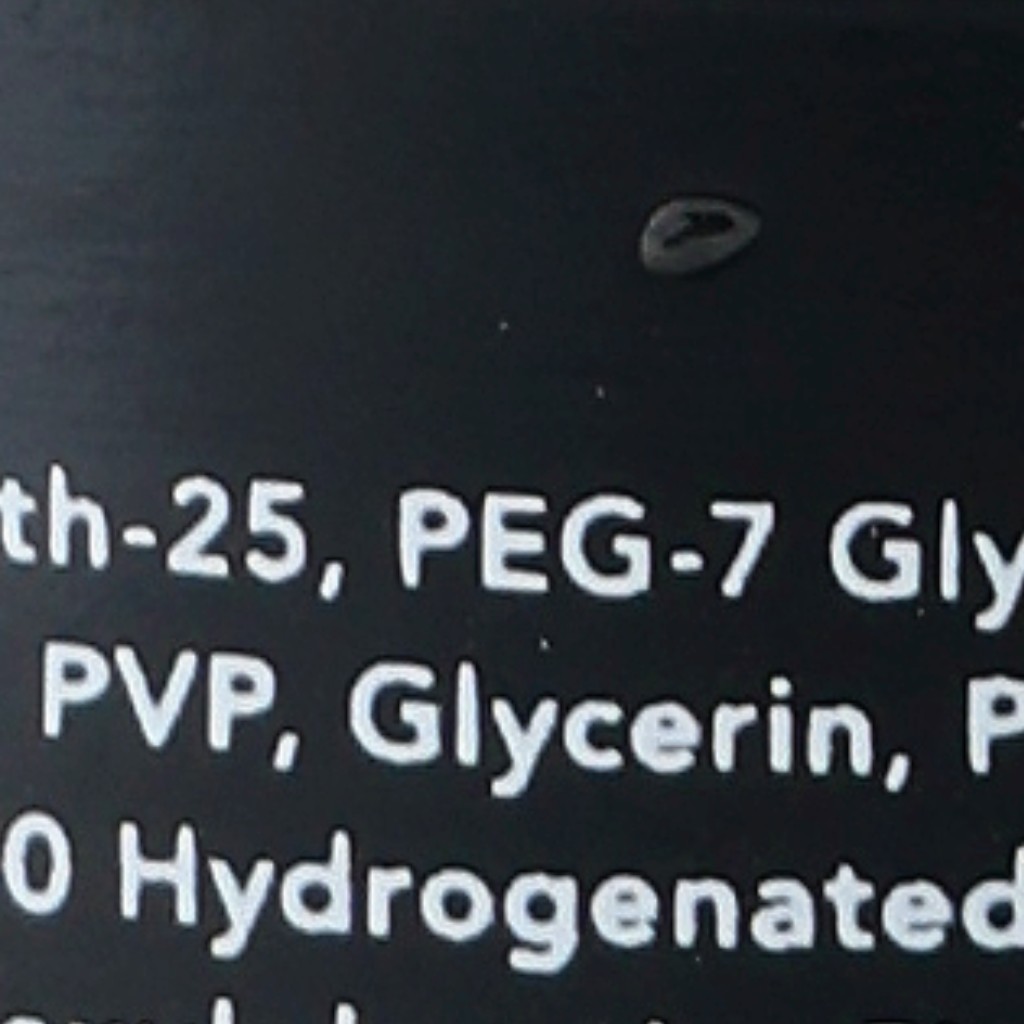 th-25, PEG-7 Gly
PVP, Glycerin, P
0 Hydrogenated